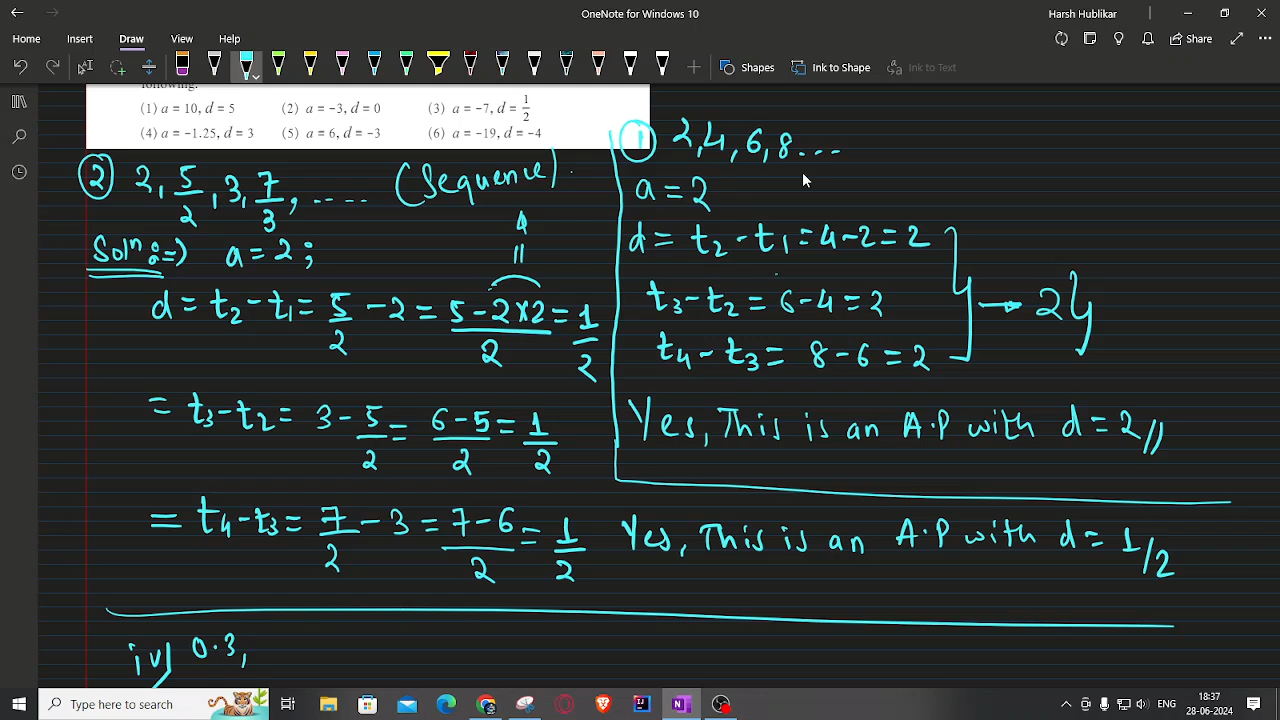 OneNote for Windows 10
Harsh Hublikar
Home Insert Draw View Help
Share
Shapes Ink to Shape Ink to Text
following.
(1) a = 10, d = 5 (2) a = -3, d = 0 (3) a = -7, d = 1/2
(4) a = -1.25, d = 3 (5) a = 6, d = -3 (6) a = -19, d = -4
② 2, 5/2, 3, 7/3, .... (Sequence)
Solⁿ :=) a = 2 ;
d = t₂ - t₁ = 5/2 - 2 = (5 - 2×2)/2 = 1/2
= t₃ - t₂ = 3 - 5/2 = (6 - 5)/2 = 1/2
= t₄ - t₃ = 7/2 - 3 = (7 - 6)/2 = 1/2
Yes, This is an A.P with d = 1/2
① 2, 4, 6, 8 ...
a = 2
d = t₂ - t₁ = 4 - 2 = 2
t₃ - t₂ = 6 - 4 = 2
t₄ - t₃ = 8 - 6 = 2
→ 2
Yes, This is an A.P with d = 2 //
iv) 0.3,
Type here to search
18:37
28-06-2024